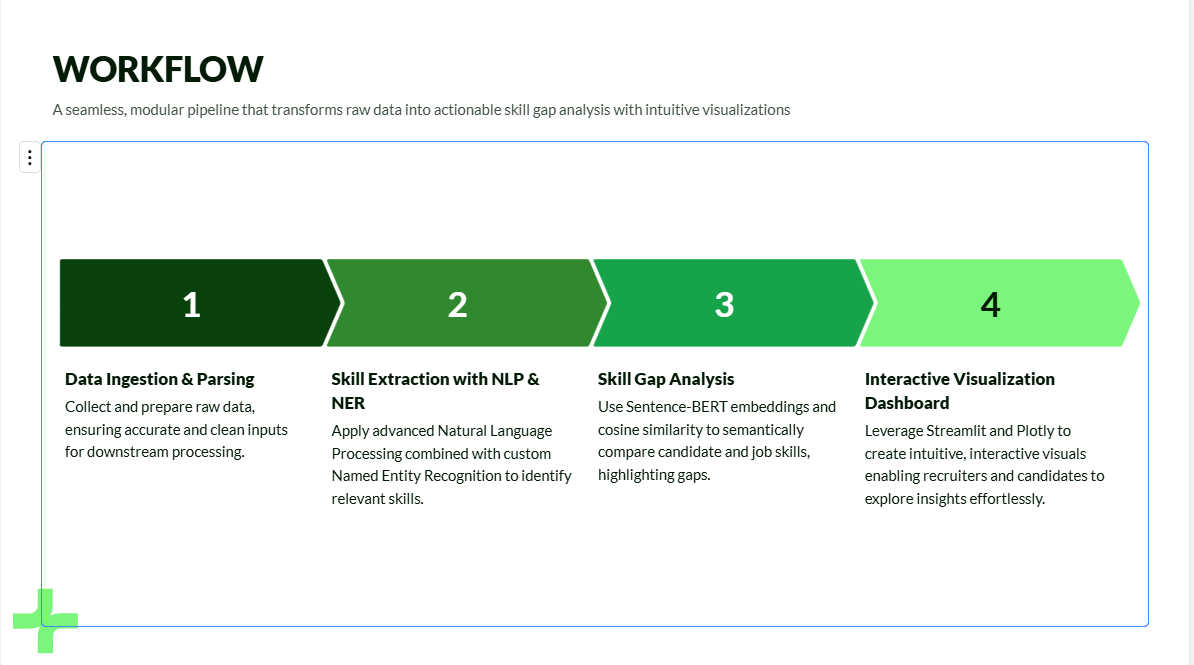 WORKFLOW
A seamless, modular pipeline that transforms raw data into actionable skill gap analysis with intuitive visualizations
1
2
3
4
Data Ingestion & Parsing
Collect and prepare raw data,
ensuring accurate and clean inputs
for downstream processing.
Skill Extraction with NLP &
NER
Apply advanced Natural Language
Processing combined with custom
Named Entity Recognition to identify
relevant skills.
Skill Gap Analysis
Use Sentence-BERT embeddings and
cosine similarity to semantically
compare candidate and job skills,
highlighting gaps.
Interactive Visualization
Dashboard
Leverage Streamlit and Plotly to
create intuitive, interactive visuals
enabling recruiters and candidates to
explore insights effortlessly.